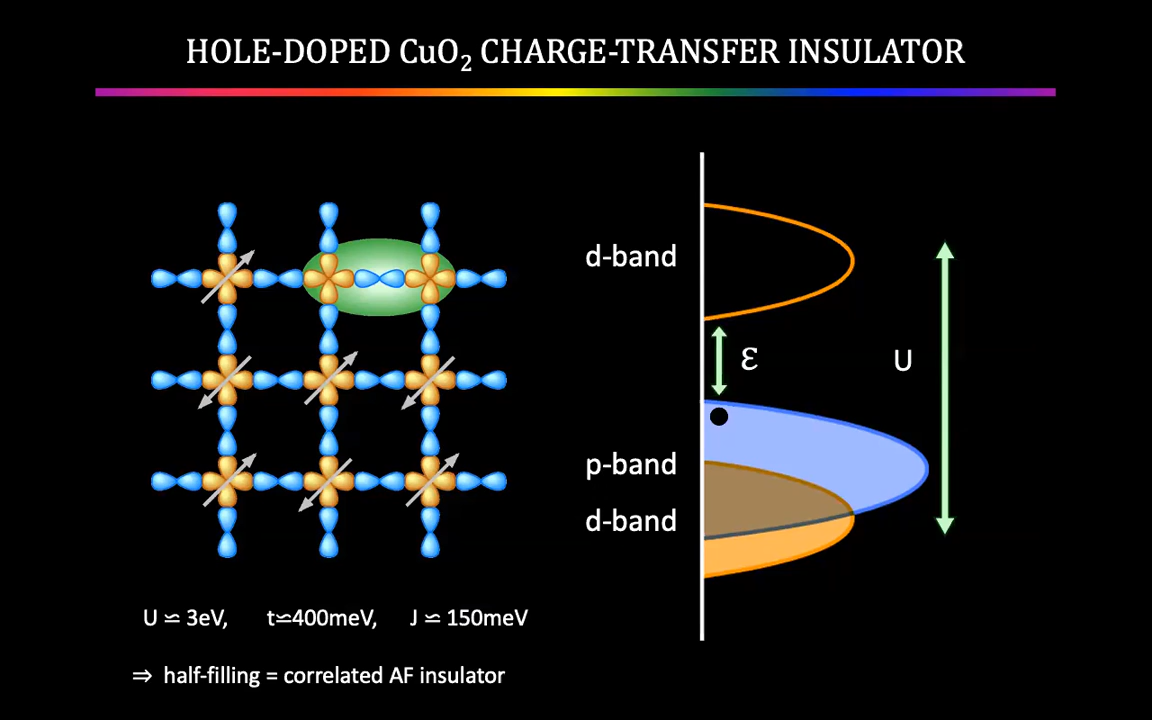 HOLE-DOPED CuO₂ CHARGE-TRANSFER INSULATOR
d-band
ℰ
U
p-band
d-band
U ≃ 3eV, t≃400meV, J ≃ 150meV
⇒ half-filling = correlated AF insulator